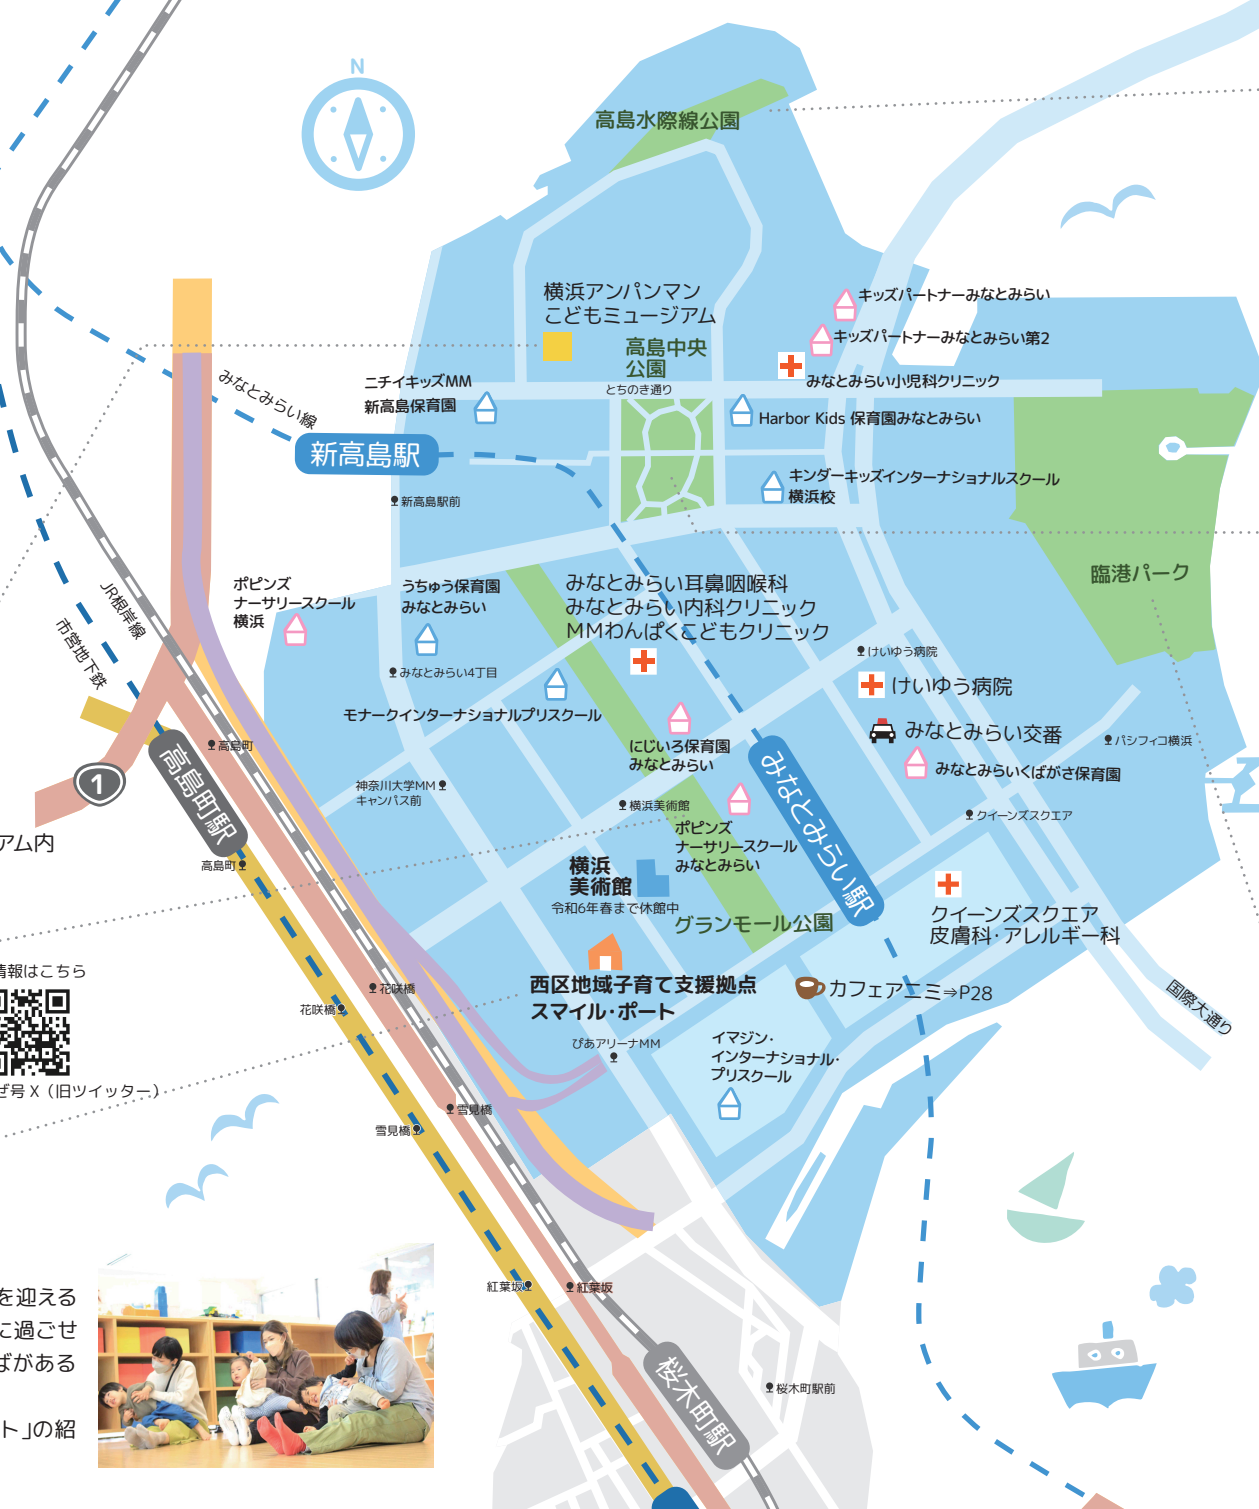 N
高島水際線公園
横浜アンパンマン
こどもミュージアム
キッズパートナーみなとみらい
キッズパートナーみなとみらい第2
高島中央
公園
とちのき通り
みなとみらい小児科クリニック
ニチイキッズMM
新高島保育園
みなとみらい線
Harbor Kids 保育園みなとみらい
新高島駅
新高島駅前
キンダーキッズインターナショナルスクール
横浜校
臨港パーク
ポピンズ
ナーサリースクール
横浜
うちゅう保育園
みなとみらい
みなとみらい耳鼻咽喉科
みなとみらい内科クリニック
MMわんぱくこどもクリニック
JR根岸線
市営地下鉄
みなとみらい4丁目
けいゆう病院
けいゆう病院
モナークインターナショナルプリスクール
みなとみらい交番
パシフィコ横浜
みなとみらいくばがさ保育園
にじいろ保育園
みなとみらい
高島町
1
高島町駅
神奈川大学MM
キャンパス前
横浜美術館
みなとみらい駅
クイーンズスクエア
ポピンズ
ナーサリースクール
みなとみらい
アム内
高島町
横浜
美術館
令和6年春まで休館中
グランモール公園
クイーンズスクエア
皮膚科・アレルギー科
情報はこちら
花咲橋
花咲橋
西区地域子育て支援拠点
スマイル・ポート
カフェアニミ⇒P28
国際大通り
ぴあアリーナMM
イマジン・
インターナショナル・
プリスクール
ぜ号 X（旧ツイッター）
雪見橋
雪見橋
紅葉坂
紅葉坂
を迎える
に過ごせ
ばがある
ト」の紹
桜木町駅
桜木町駅前